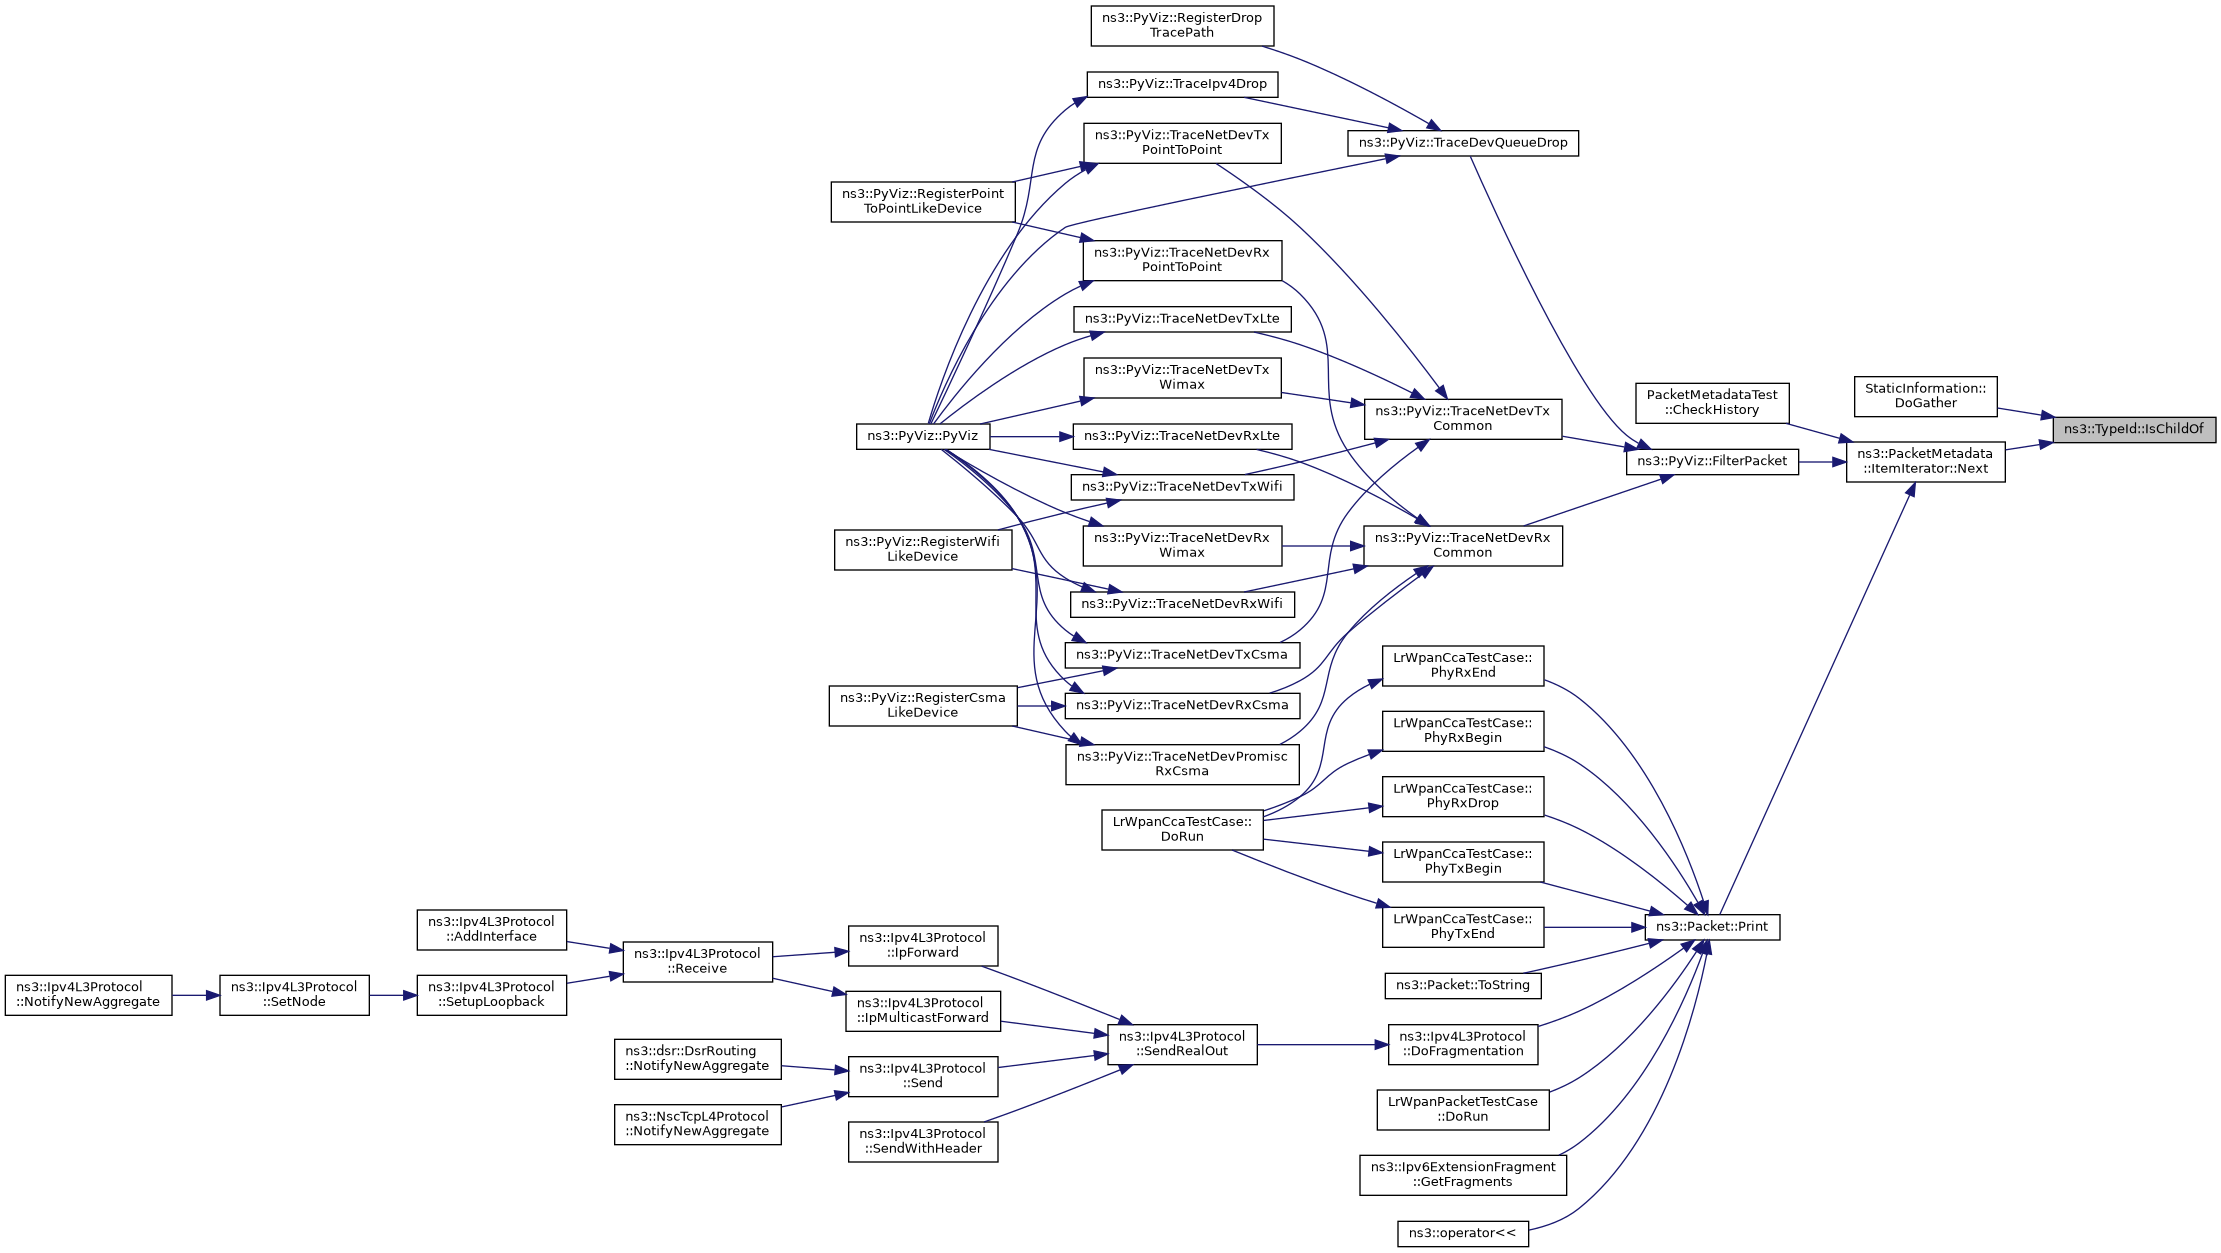 ns3::PyViz::RegisterDrop
TracePath
ns3::PyViz::TraceIpv4Drop
ns3::PyViz::TraceNetDevTx
PointToPoint
ns3::PyViz::TraceDevQueueDrop
ns3::PyViz::RegisterPoint
ToPointLikeDevice
ns3::PyViz::TraceNetDevRx
PointToPoint
ns3::PyViz::TraceNetDevTxLte
ns3::PyViz::TraceNetDevTx
Wimax
ns3::PyViz::TraceNetDevTx
Common
PacketMetadataTest
::CheckHistory
StaticInformation::
DoGather
ns3::TypeId::IsChildOf
ns3::PyViz::PyViz
ns3::PyViz::TraceNetDevRxLte
ns3::PyViz::FilterPacket
ns3::PacketMetadata
::ItemIterator::Next
ns3::PyViz::TraceNetDevTxWifi
ns3::PyViz::RegisterWifi
LikeDevice
ns3::PyViz::TraceNetDevRx
Wimax
ns3::PyViz::TraceNetDevRx
Common
ns3::PyViz::TraceNetDevRxWifi
ns3::PyViz::TraceNetDevTxCsma
LrWpanCcaTestCase::
PhyRxEnd
ns3::PyViz::RegisterCsma
LikeDevice
ns3::PyViz::TraceNetDevRxCsma
LrWpanCcaTestCase::
PhyRxBegin
ns3::PyViz::TraceNetDevPromisc
RxCsma
LrWpanCcaTestCase::
PhyRxDrop
LrWpanCcaTestCase::
DoRun
LrWpanCcaTestCase::
PhyTxBegin
LrWpanCcaTestCase::
PhyTxEnd
ns3::Packet::Print
ns3::Ipv4L3Protocol
::AddInterface
ns3::Ipv4L3Protocol
::Receive
ns3::Ipv4L3Protocol
::IpForward
ns3::Packet::ToString
ns3::Ipv4L3Protocol
::NotifyNewAggregate
ns3::Ipv4L3Protocol
::SetNode
ns3::Ipv4L3Protocol
::SetupLoopback
ns3::Ipv4L3Protocol
::IpMulticastForward
ns3::Ipv4L3Protocol
::SendRealOut
ns3::Ipv4L3Protocol
::DoFragmentation
ns3::dsr::DsrRouting
::NotifyNewAggregate
ns3::Ipv4L3Protocol
::Send
LrWpanPacketTestCase
::DoRun
ns3::NscTcpL4Protocol
::NotifyNewAggregate
ns3::Ipv4L3Protocol
::SendWithHeader
ns3::Ipv6ExtensionFragment
::GetFragments
ns3::operator<<